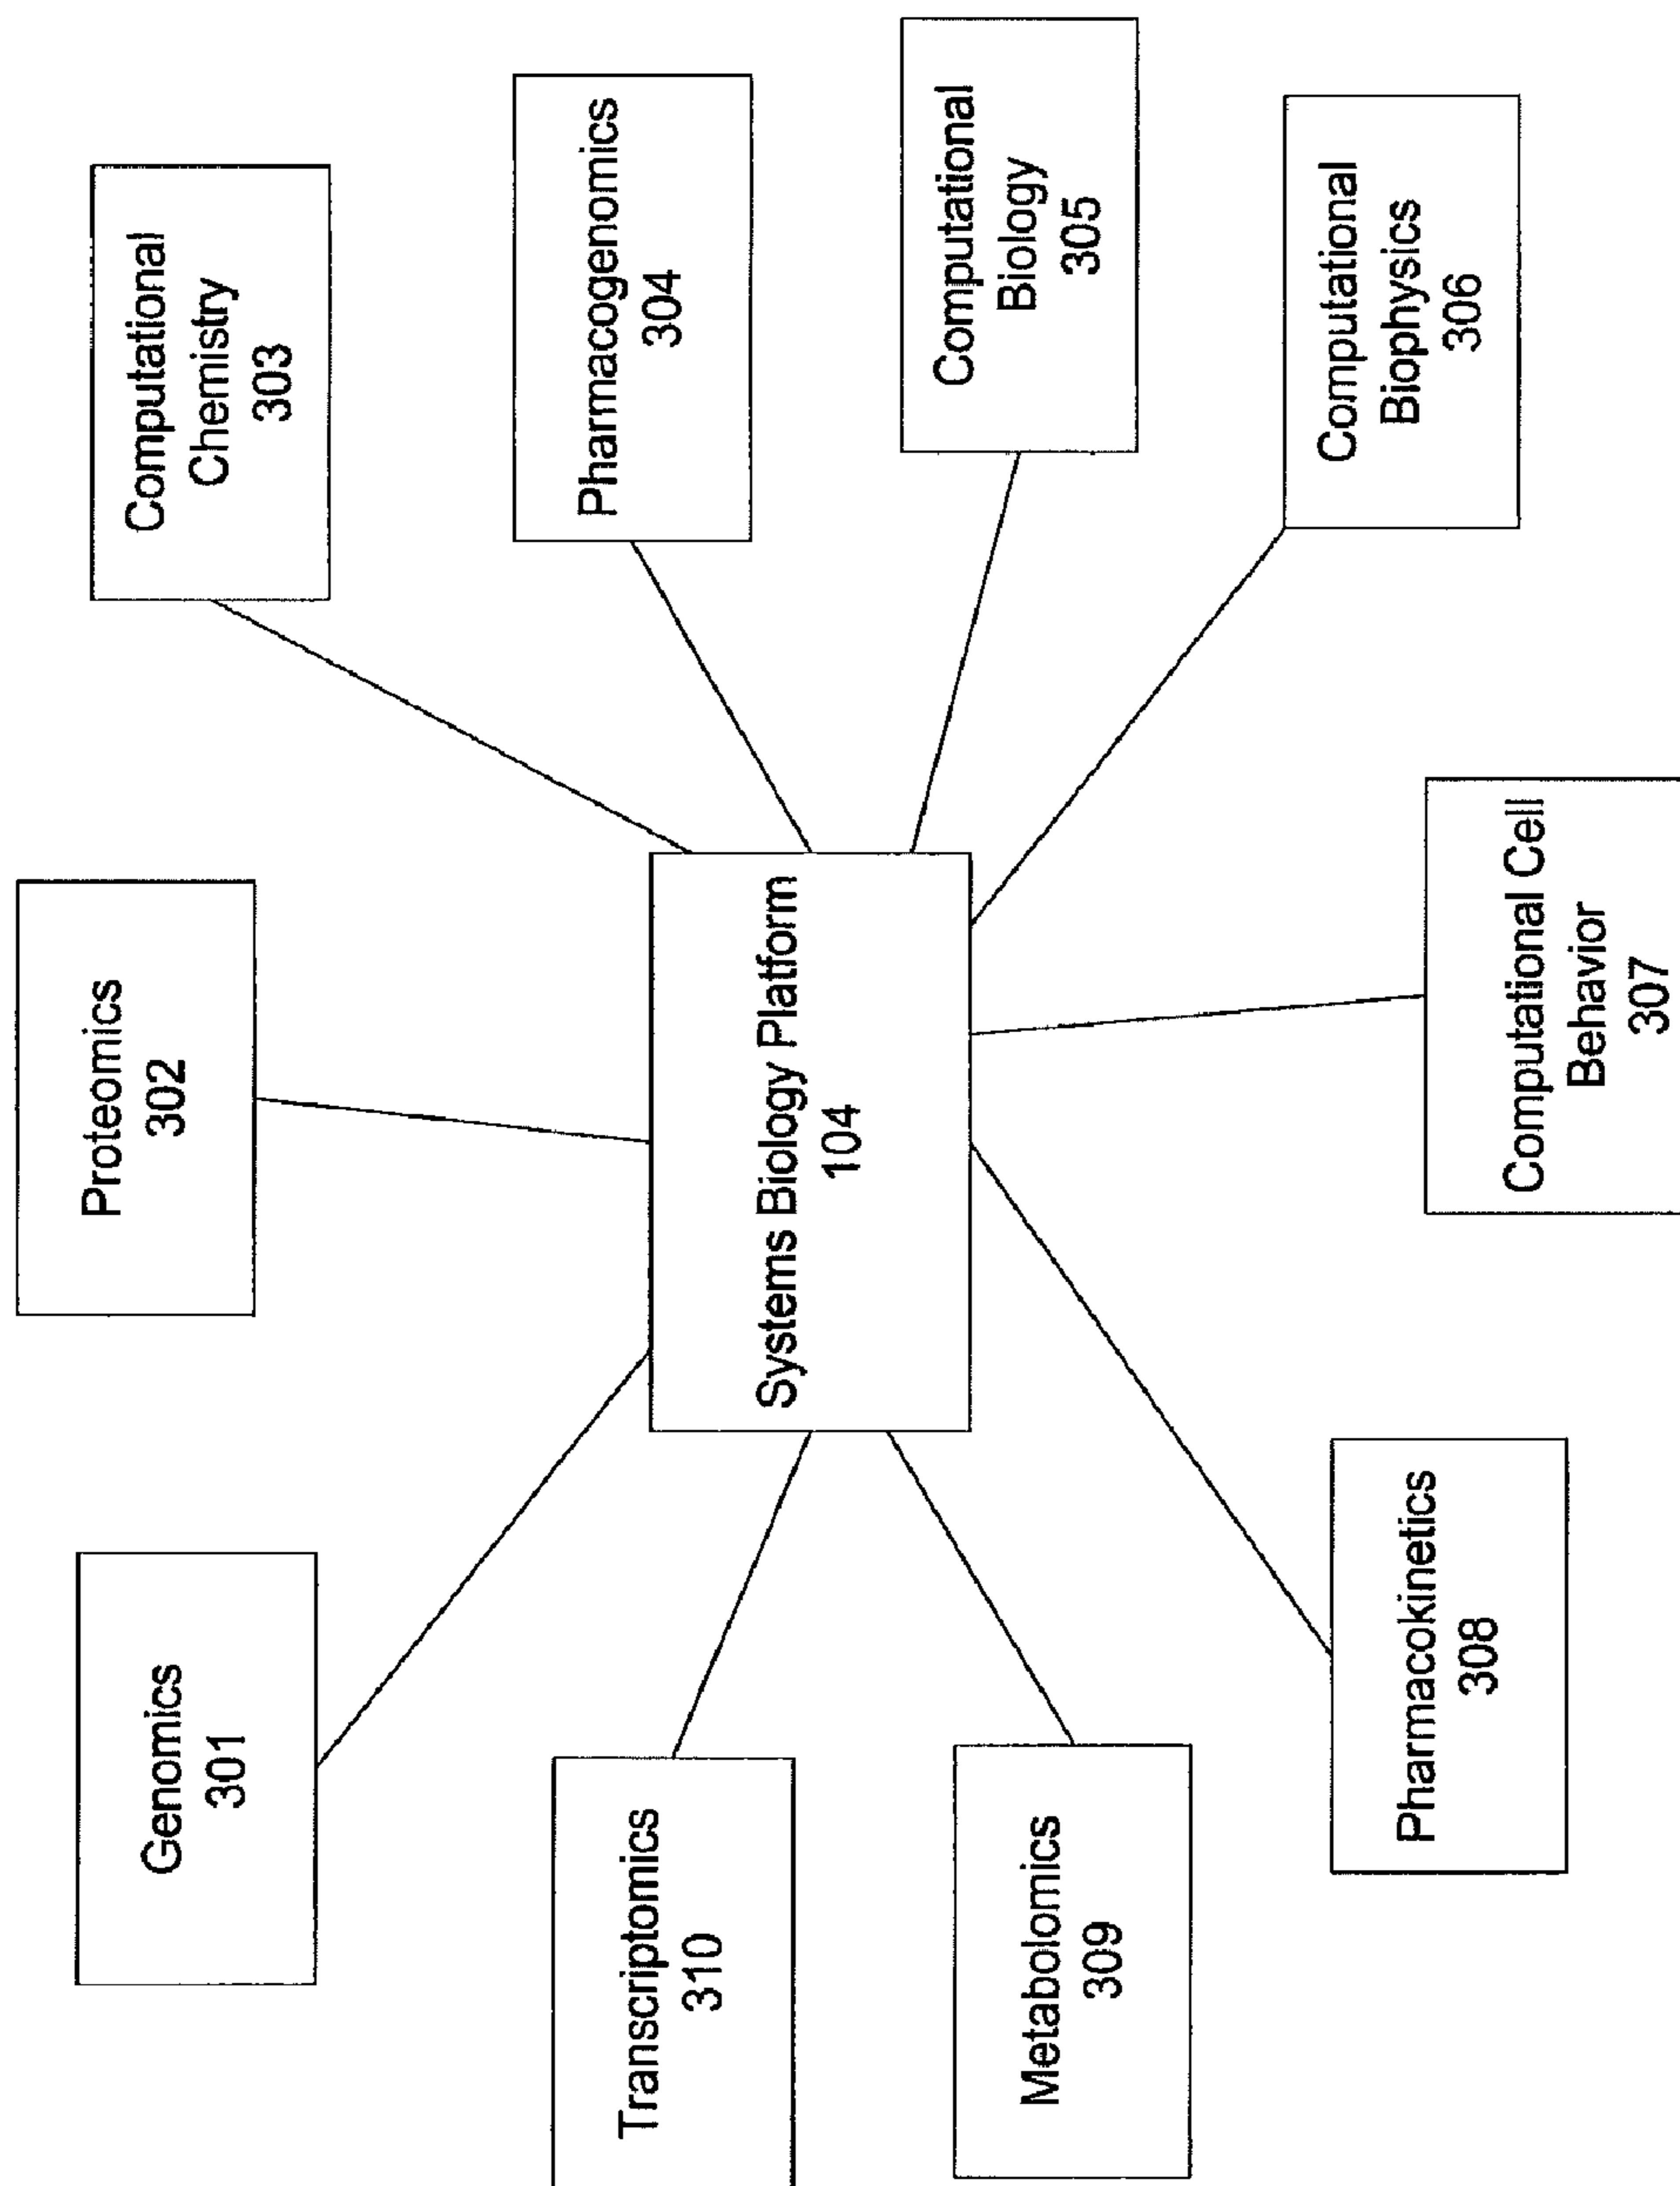 Genomics
301
Proteomics
302
Computational
Chemistry
303
Pharmacogenomics
304
Computational
Biology
305
Computational
Biophysics
306
Computational Cell
Behavior
307
Pharmacokinetics
308
Metabolomics
309
Transcriptomics
310
Systems Biology Platform
104